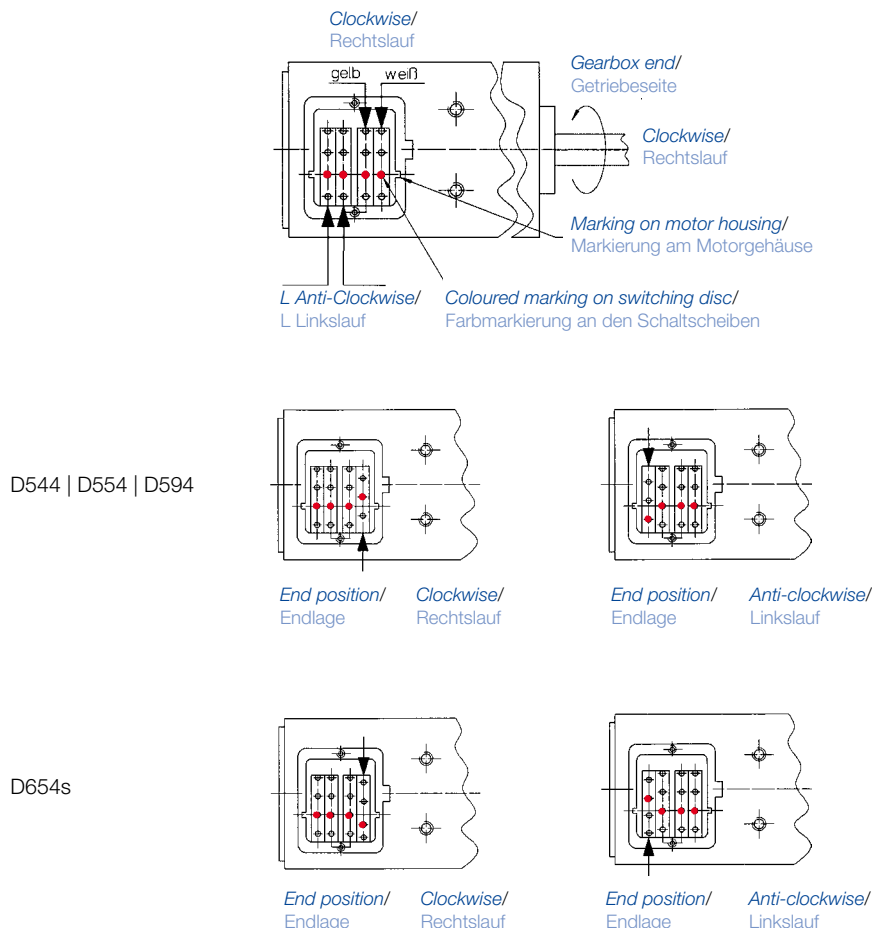 Clockwise/
Rechtslauf
gelb weiß
Gearbox end/
Getriebeseite
Clockwise/
Rechtslauf
Marking on motor housing/
Markierung am Motorgehäuse
L Anti-Clockwise/
L Linkslauf
Coloured marking on switching disc/
Farbmarkierung an den Schaltscheiben
D544 | D554 | D594
End position/ Clockwise/
Endlage Rechtslauf
End position/ Anti-clockwise/
Endlage Linkslauf
D654s
End position/ Clockwise/
Endlage Rechtslauf
End position/ Anti-clockwise/
Endlage Linkslauf